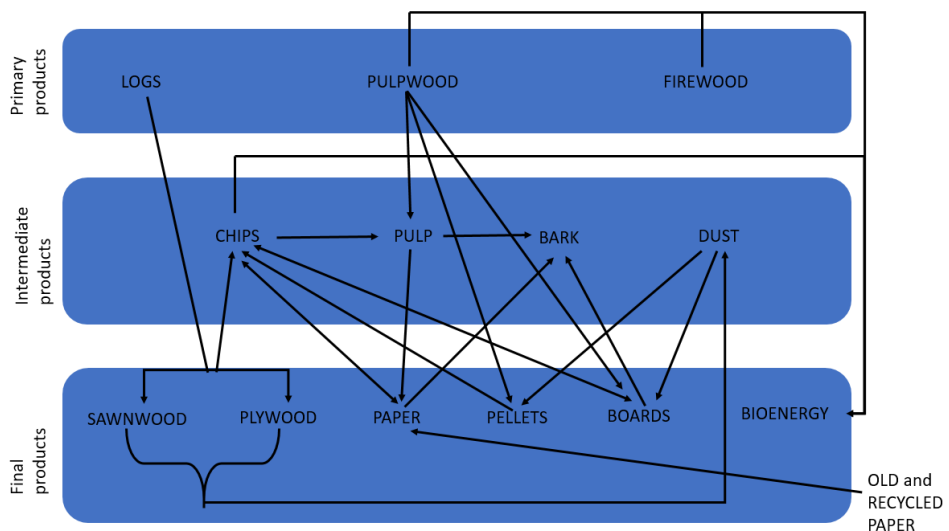 Primary
products
LOGS
PULPWOOD
FIREWOOD
Intermediate
products
CHIPS
PULP
BARK
DUST
Final
products
SAWNWOOD
PLYWOOD
PAPER
PELLETS
BOARDS
BIOENERGY
OLD and
RECYCLED
PAPER